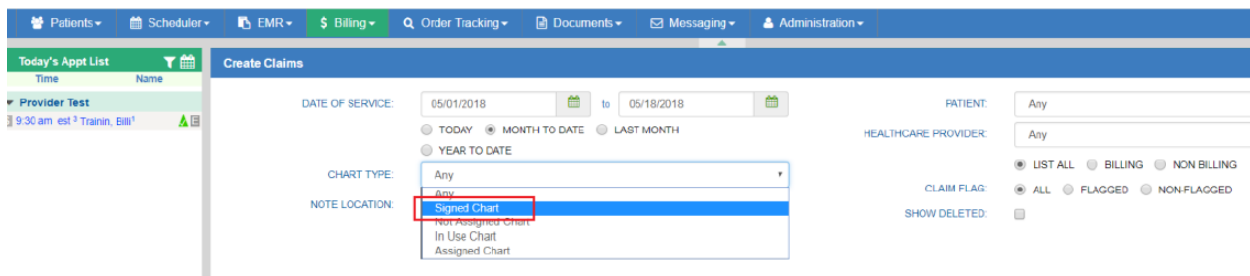 Patients Scheduler EMR $ Billing Order Tracking Documents Messaging Administration
Today's Appt List
Create Claims
Time Name
Provider Test
9:30 am est 3 Trainin, Billi 1
DATE OF SERVICE: 05/01/2018 to 05/18/2018
PATIENT: Any
TODAY MONTH TO DATE LAST MONTH
HEALTHCARE PROVIDER: Any
YEAR TO DATE
LIST ALL BILLING NON BILLING
CHART TYPE: Any
CLAIM FLAG: ALL FLAGGED NON-FLAGGED
Any
NOTE LOCATION: Signed Chart
SHOW DELETED:
Not Assigned Chart
In Use Chart
Assigned Chart